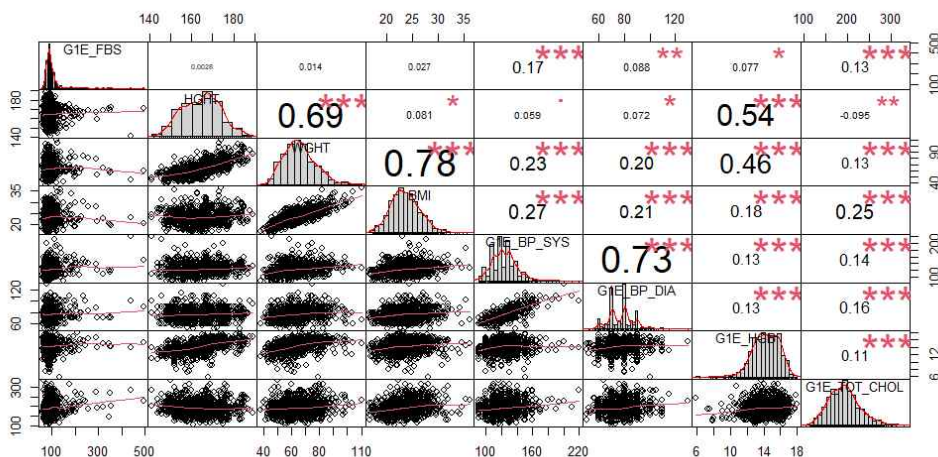 140 160 180 20 25 30 35 60 80 120 100 200 300
G1E_FBS 0.0028 0.014 0.027 0.17 *** 0.088 ** 0.077 * 0.13 *** 100 500
140 180 HGHT 0.69 *** 0.081 * 0.059 . 0.072 * 0.54 *** -0.095 **
WGHT 0.78 *** 0.23 *** 0.20 *** 0.46 *** 0.13 *** 40 90
20 35 BMI 0.27 *** 0.21 *** 0.18 *** 0.25 ***
G1E_BP_SYS 0.73 *** 0.13 *** 0.14 *** 100 200
60 120 G1E_BP_DIA 0.13 *** 0.16 ***
0.11 *** 6 12
100 300 G1E_TOT_CHOL
100 300 500 40 60 80 110 100 160 220 6 10 14 18